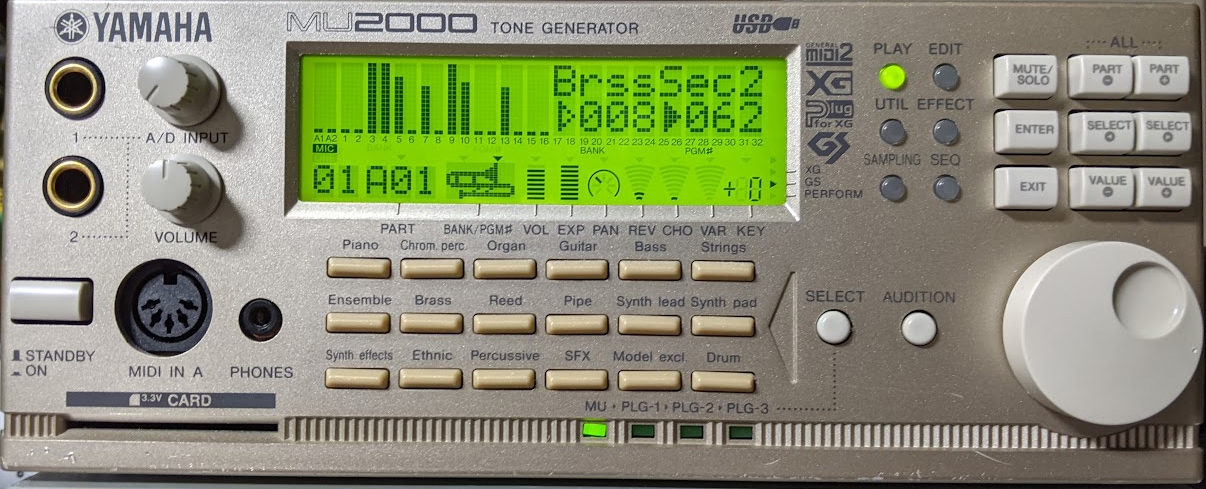 YAMAHA
MU2000 TONE GENERATOR
USB
GENERAL
MIDI2
XG
Plug
for XG
GS
PLAY EDIT
UTIL EFFECT
SAMPLING SEQ
ALL
MUTE/
SOLO
PART
PART
ENTER
SELECT
SELECT
EXIT
VALUE
VALUE
BrssSec2
008 062
A1 A2 1 2 3 4 5 6 7 8 9 10 11 12 13 14 15 16 17 18 19 20 21 22 23 24 25 26 27 28 29 30 31 32
MIC
BANK PGM#
01 A01
+ 0
XG
GS
PERFORM
1 A/D INPUT
2 VOLUME
PART BANK/PGM# VOL EXP PAN REV CHO VAR KEY
Piano Chrom. perc. Organ Guitar Bass Strings
Ensemble Brass Reed Pipe Synth lead Synth pad
Synth effects Ethnic Percussive SFX Model excl. Drum
SELECT AUDITION
STANDBY
ON
MIDI IN A PHONES
3.3V CARD
MU PLG-1 PLG-2 PLG-3